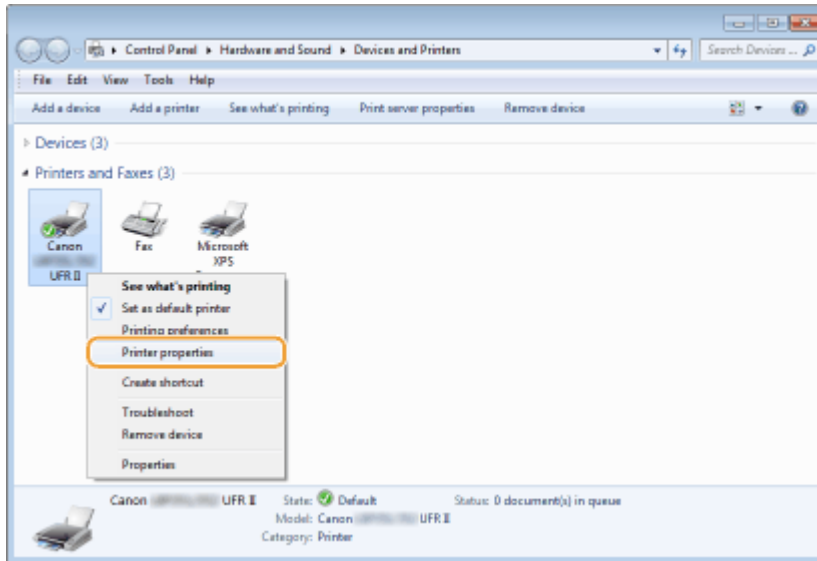 Control Panel ▸ Hardware and Sound ▸ Devices and Printers
Search Devices ...
File Edit View Tools Help
Add a device Add a printer See what's printing Print server properties Remove device
Devices (3)
Printers and Faxes (3)
Canon
UFR II
Fax
Microsoft
XPS
See what's printing
Set as default printer
Printing preferences
Printer properties
Create shortcut
Troubleshoot
Remove device
Properties
Canon UFR II State: Default Status: 0 document(s) in queue
Model: Canon UFR II
Category: Printer